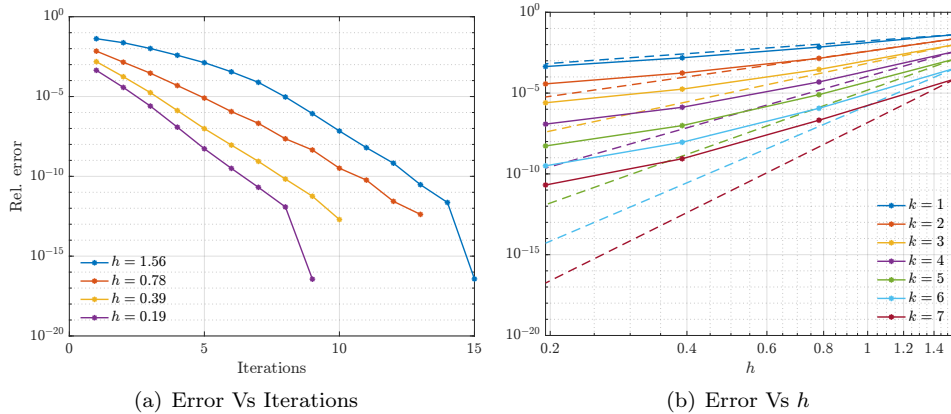 10^0
10^-5
10^-10
10^-15
10^-20
Rel. error
h = 1.56
h = 0.78
h = 0.39
h = 0.19
0 5 10 15
Iterations
(a) Error Vs Iterations
10^0
10^-5
10^-10
10^-15
10^-20
k = 1
k = 2
k = 3
k = 4
k = 5
k = 6
k = 7
0.2 0.4 0.6 0.8 1 1.2 1.4
h
(b) Error Vs h